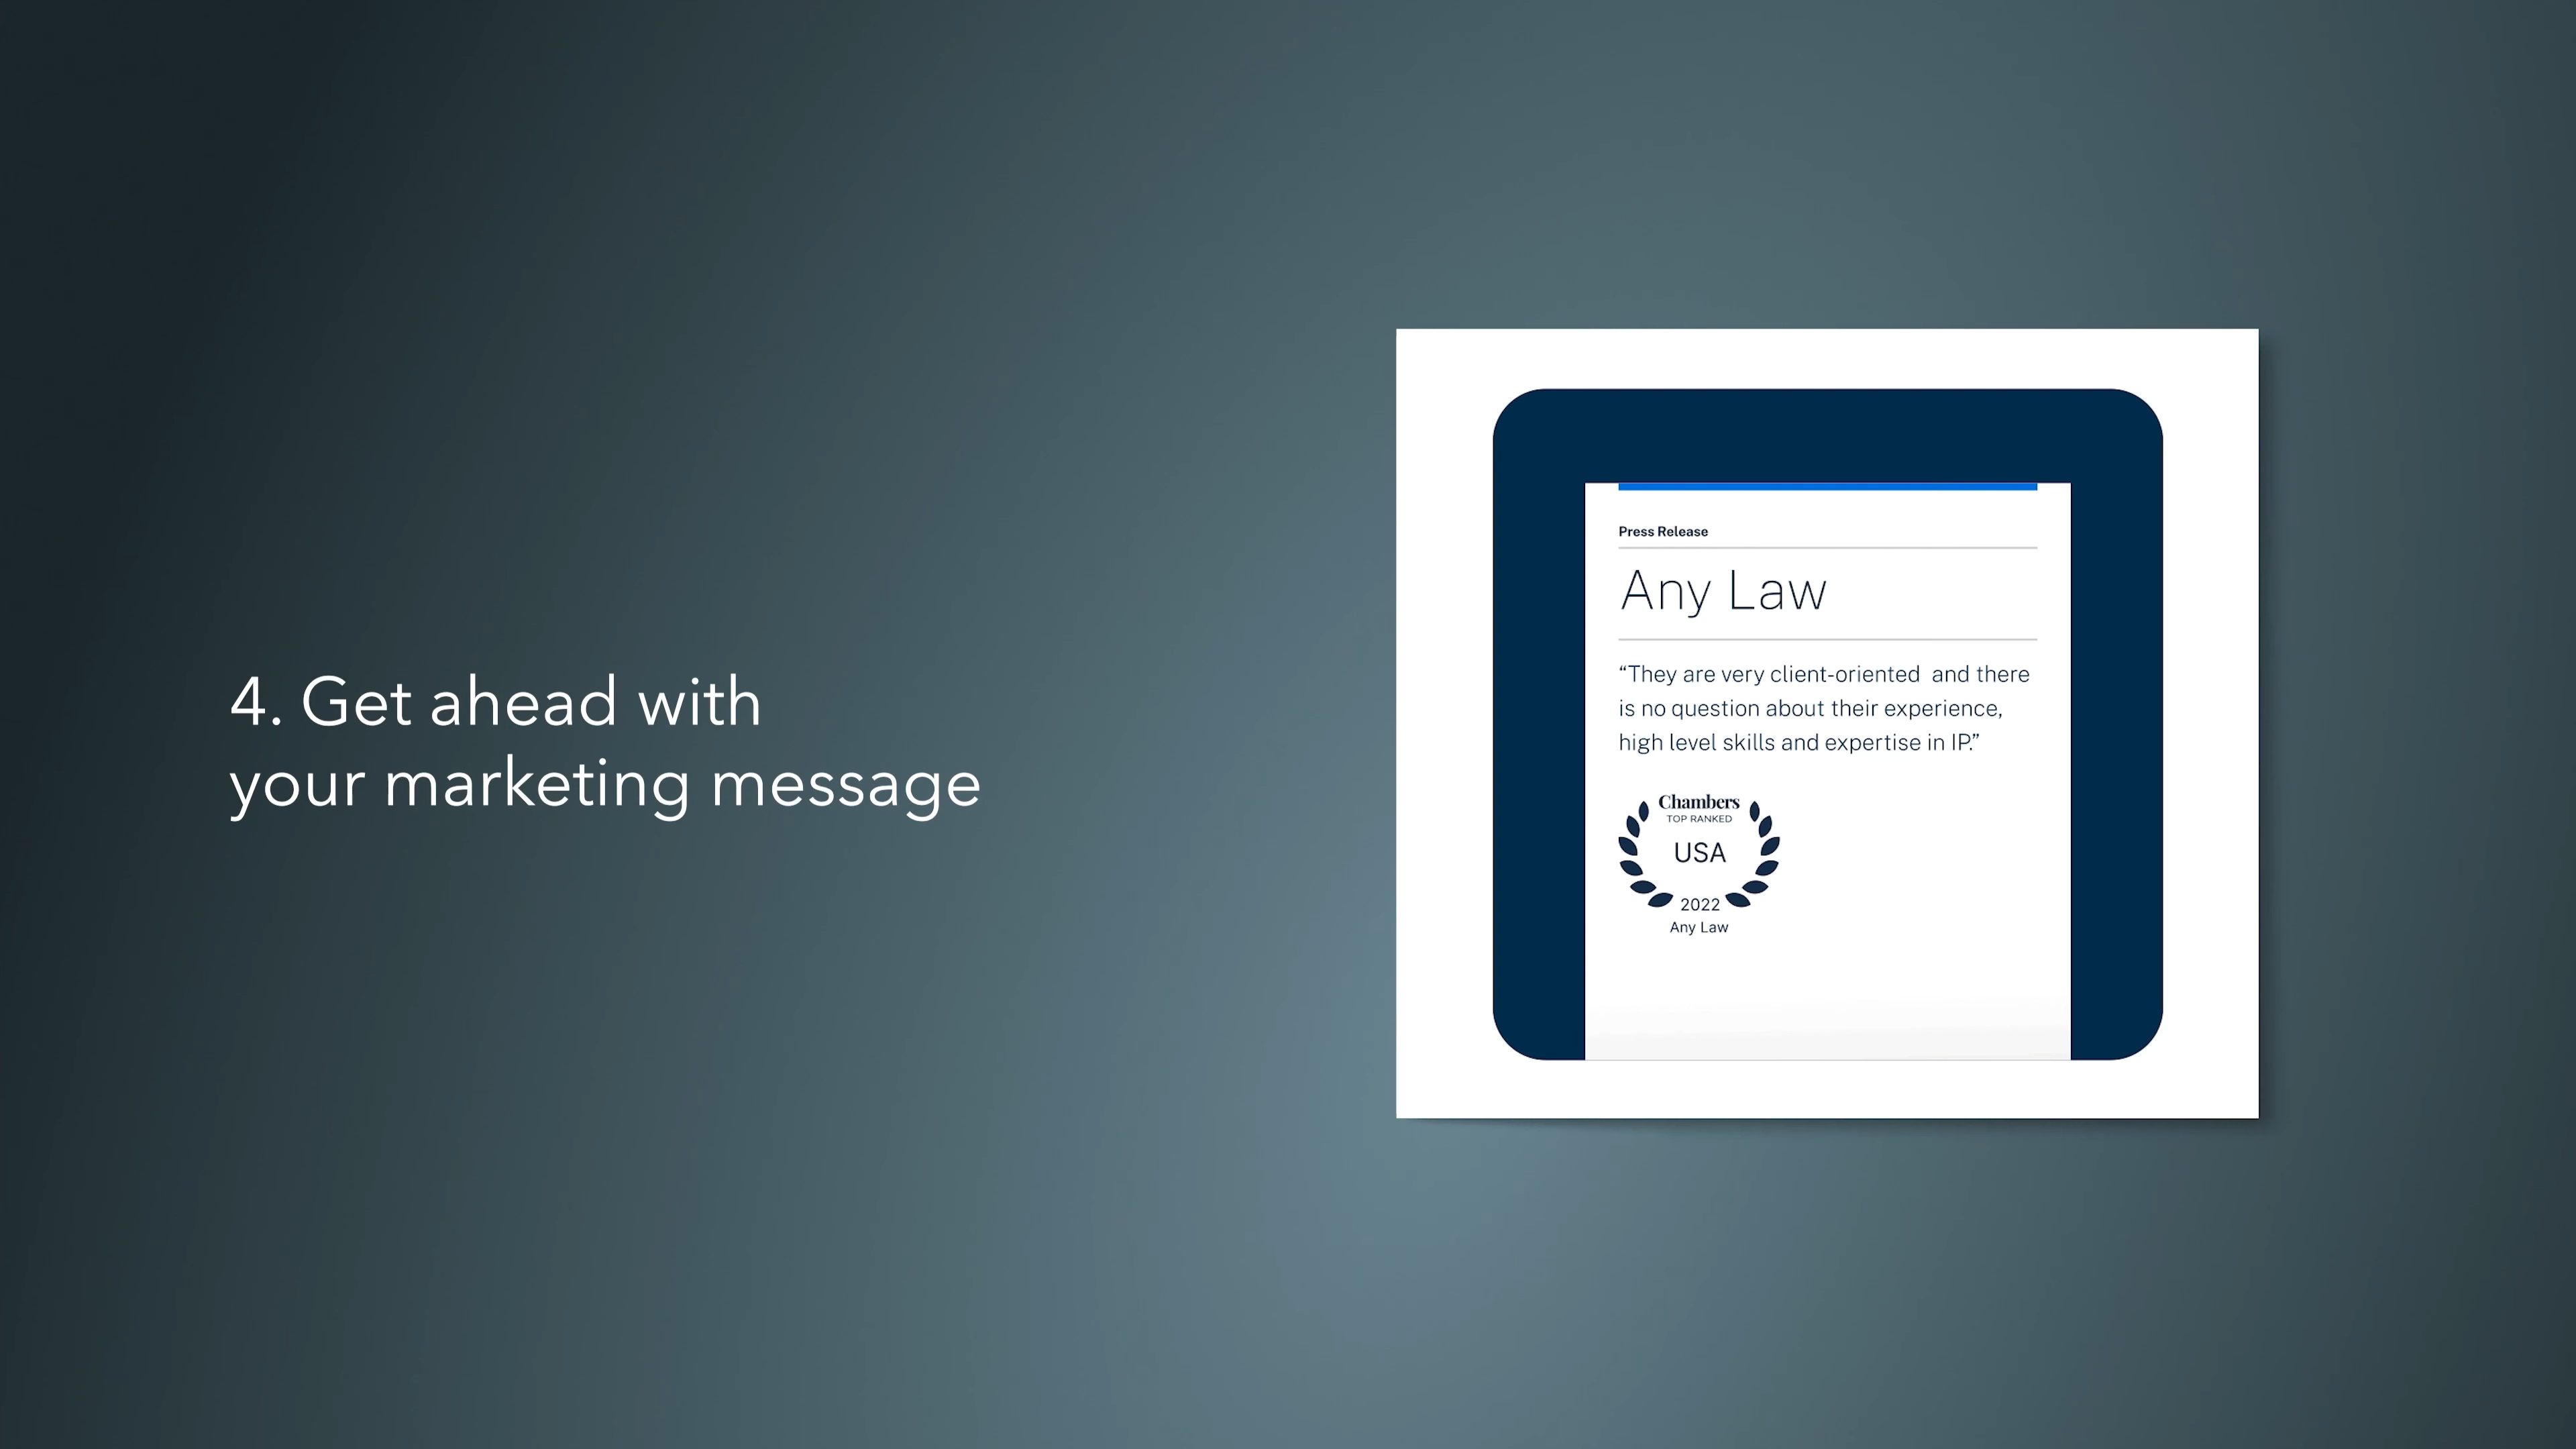 4. Get ahead with
your marketing message
Press Release
Any Law
“They are very client-oriented  and there
is no question about their experience,
high level skills and expertise in IP.”
Chambers
TOP RANKED
USA
2022
Any Law